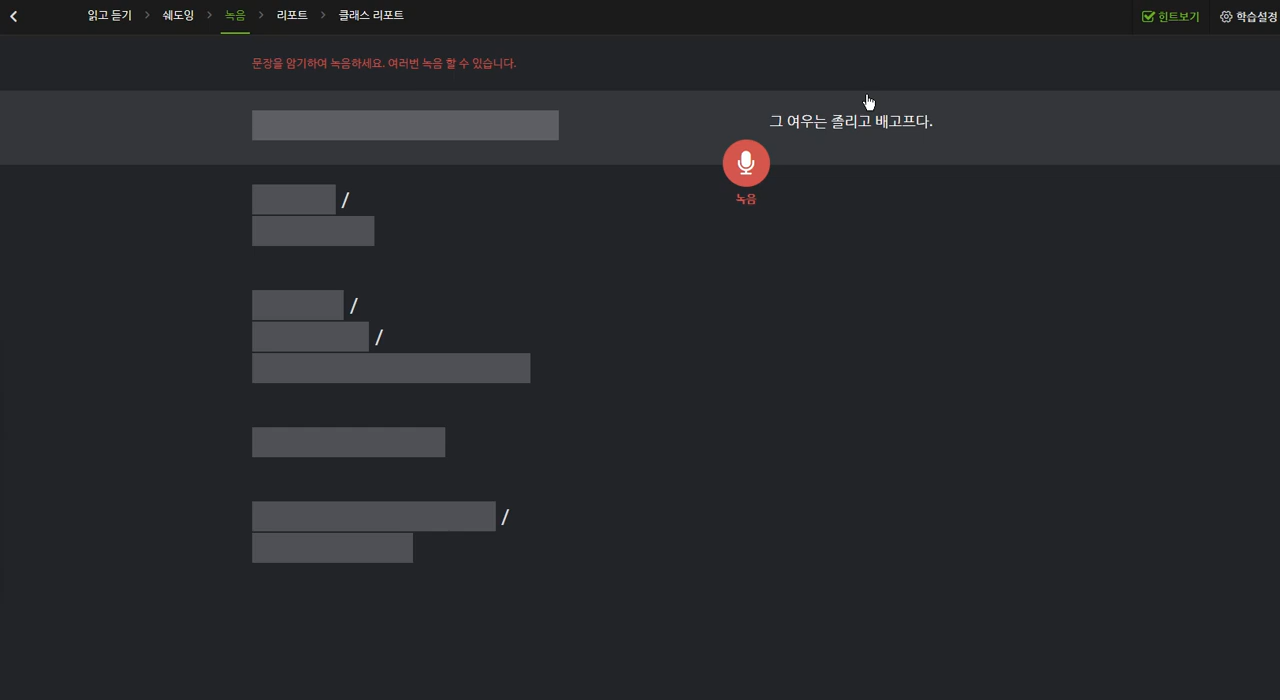 읽고 듣기 > 쉐도잉 > 녹음 > 리포트 > 클래스 리포트
힌트보기
학습설정
문장을 암기하여 녹음하세요. 여러번 녹음 할 수 있습니다.
그 여우는 졸리고 배고프다.
녹음
/
/
/
/